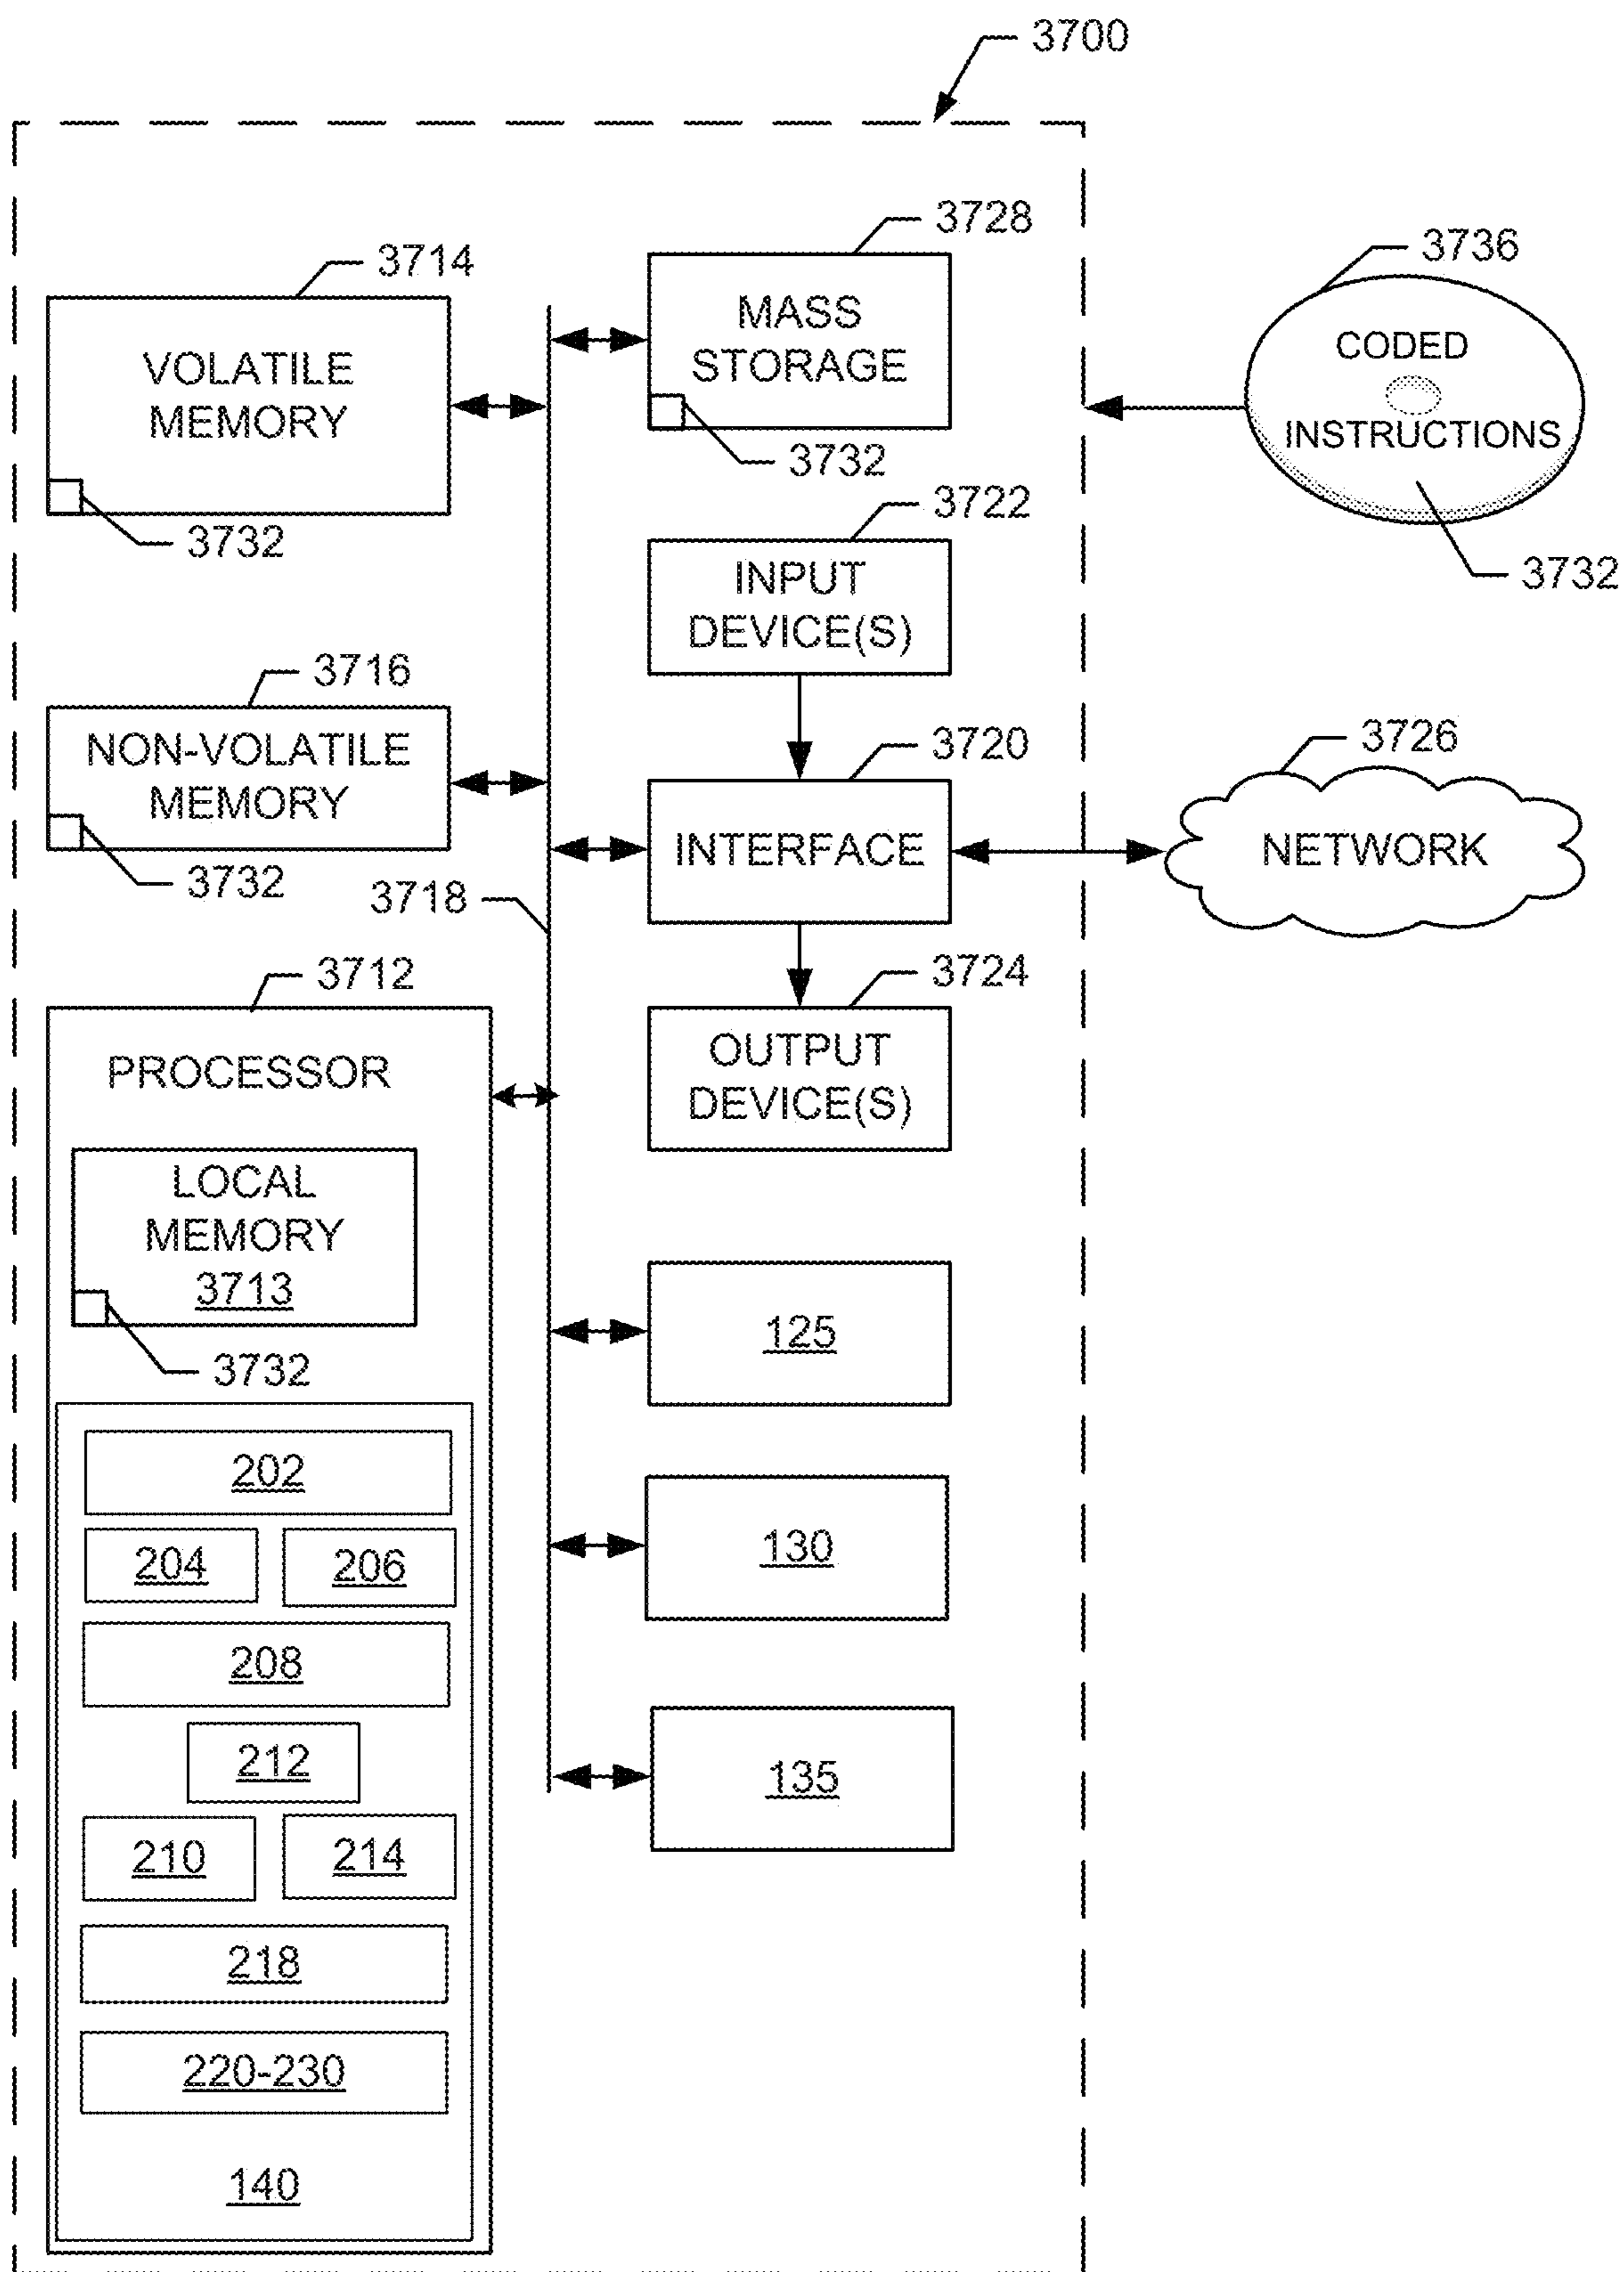 3700
3728
3714
MASS
STORAGE
3736
CODED
INSTRUCTIONS
VOLATILE
MEMORY
3732
3732
3722
3732
INPUT
DEVICE(S)
3716
3720
3726
NON-VOLATILE
MEMORY
INTERFACE
NETWORK
3732
3718
3712
3724
PROCESSOR
OUTPUT
DEVICE(S)
LOCAL
MEMORY
3713
125
3732
202
130
204
206
208
212
135
210
214
218
220-230
140